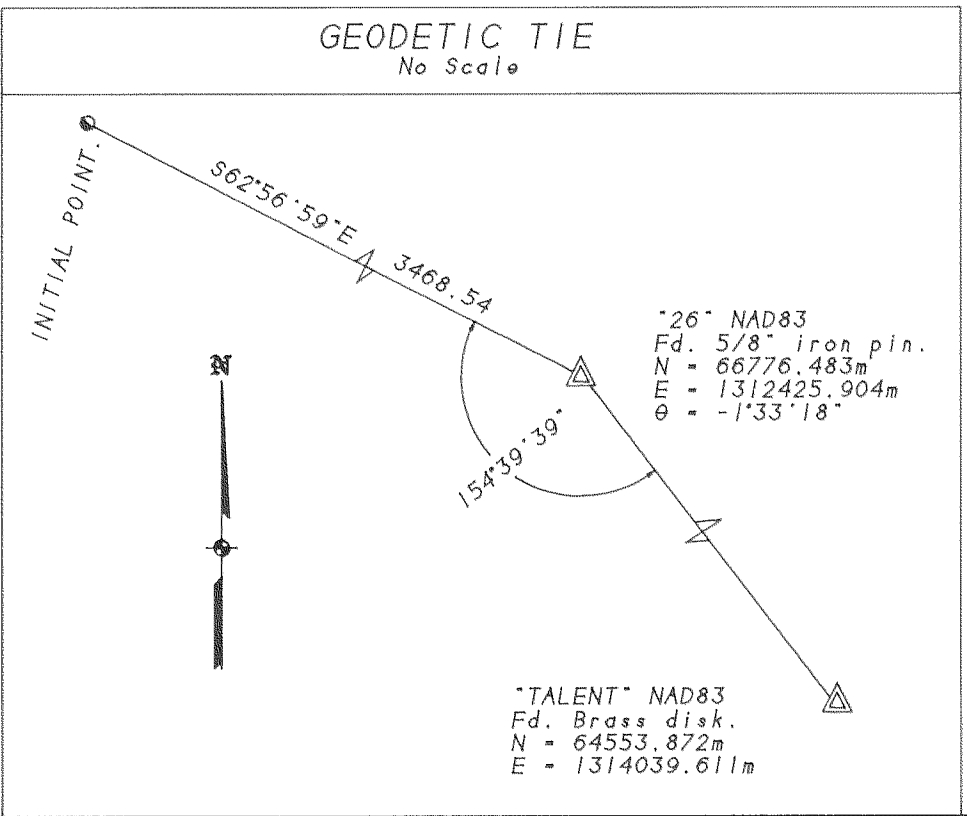 GEODETIC TIE
No Scale
INITIAL POINT.
S62°56'59"E 3468.54
"26" NAD83
Fd. 5/8" iron pin.
N = 66776.483m
E = 1312425.904m
θ = -1°33'18"
154°39'39"
N
"TALENT" NAD83
Fd. Brass disk.
N = 64553.872m
E = 1314039.611m